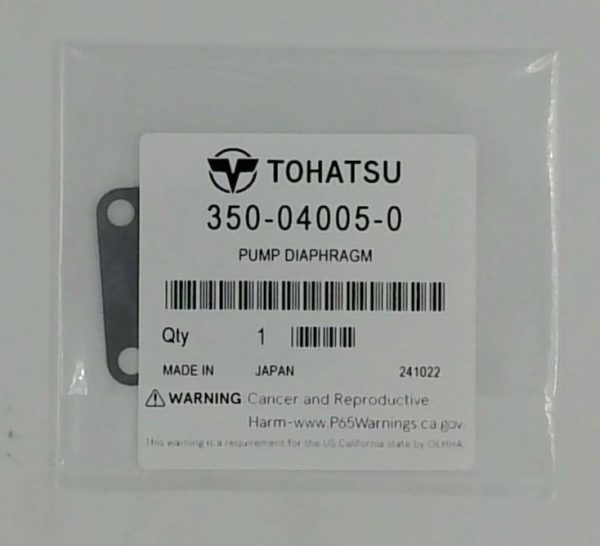 TOHATSU
350-04005-0
PUMP DIAPHRAGM
Qty 1
MADE IN JAPAN 241022
⚠ WARNING Cancer and Reproductive
Harm-www.P65Warnings.ca.gov.
This warning is a requirement for the US California state by OEHHA.